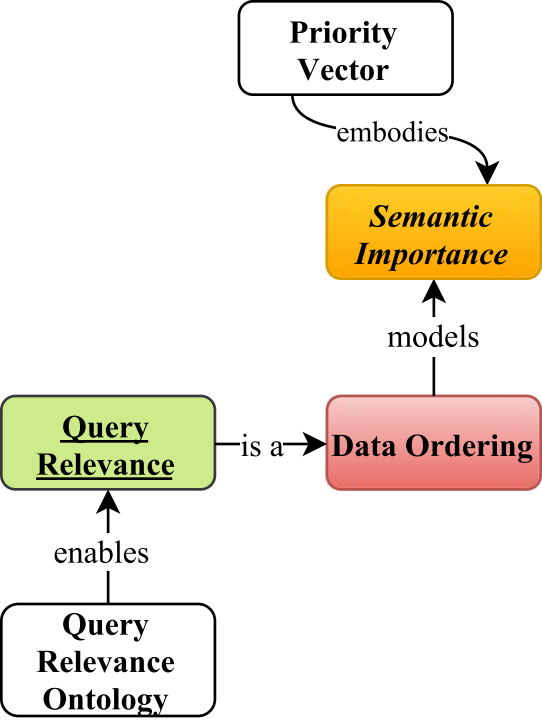 Priority
Vector
embodies
Semantic
Importance
models
Query
Relevance
is a
Data Ordering
enables
Query
Relevance
Ontology